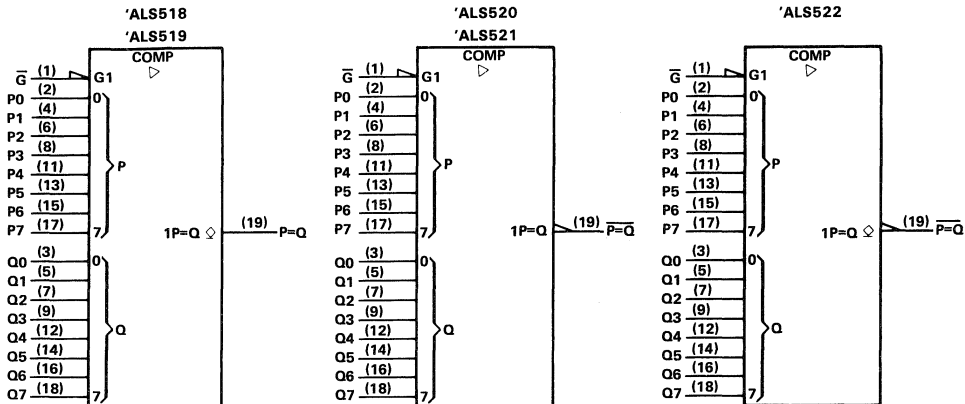 'ALS518
'ALS519
COMP
▷
G̅ (1) G1
P0 (2) 0
P1 (4)
P2 (6)
P3 (8)
P4 (11) P
P5 (13)
P6 (15)
P7 (17) 7
1P=Q (19) P=Q
Q0 (3) 0
Q1 (5)
Q2 (7)
Q3 (9)
Q4 (12) Q
Q5 (14)
Q6 (16)
Q7 (18) 7
'ALS520
'ALS521
COMP
▷
G̅ (1) G1
P0 (2) 0
P1 (4)
P2 (6)
P3 (8)
P4 (11) P
P5 (13)
P6 (15)
P7 (17) 7
1P=Q (19) P̅=̅Q̅
Q0 (3) 0
Q1 (5)
Q2 (7)
Q3 (9)
Q4 (12) Q
Q5 (14)
Q6 (16)
Q7 (18) 7
'ALS522
COMP
▷
G̅ (1) G1
P0 (2) 0
P1 (4)
P2 (6)
P3 (8)
P4 (11) P
P5 (13)
P6 (15)
P7 (17) 7
1P=Q (19) P̅=̅Q̅
Q0 (3) 0
Q1 (5)
Q2 (7)
Q3 (9)
Q4 (12) Q
Q5 (14)
Q6 (16)
Q7 (18) 7